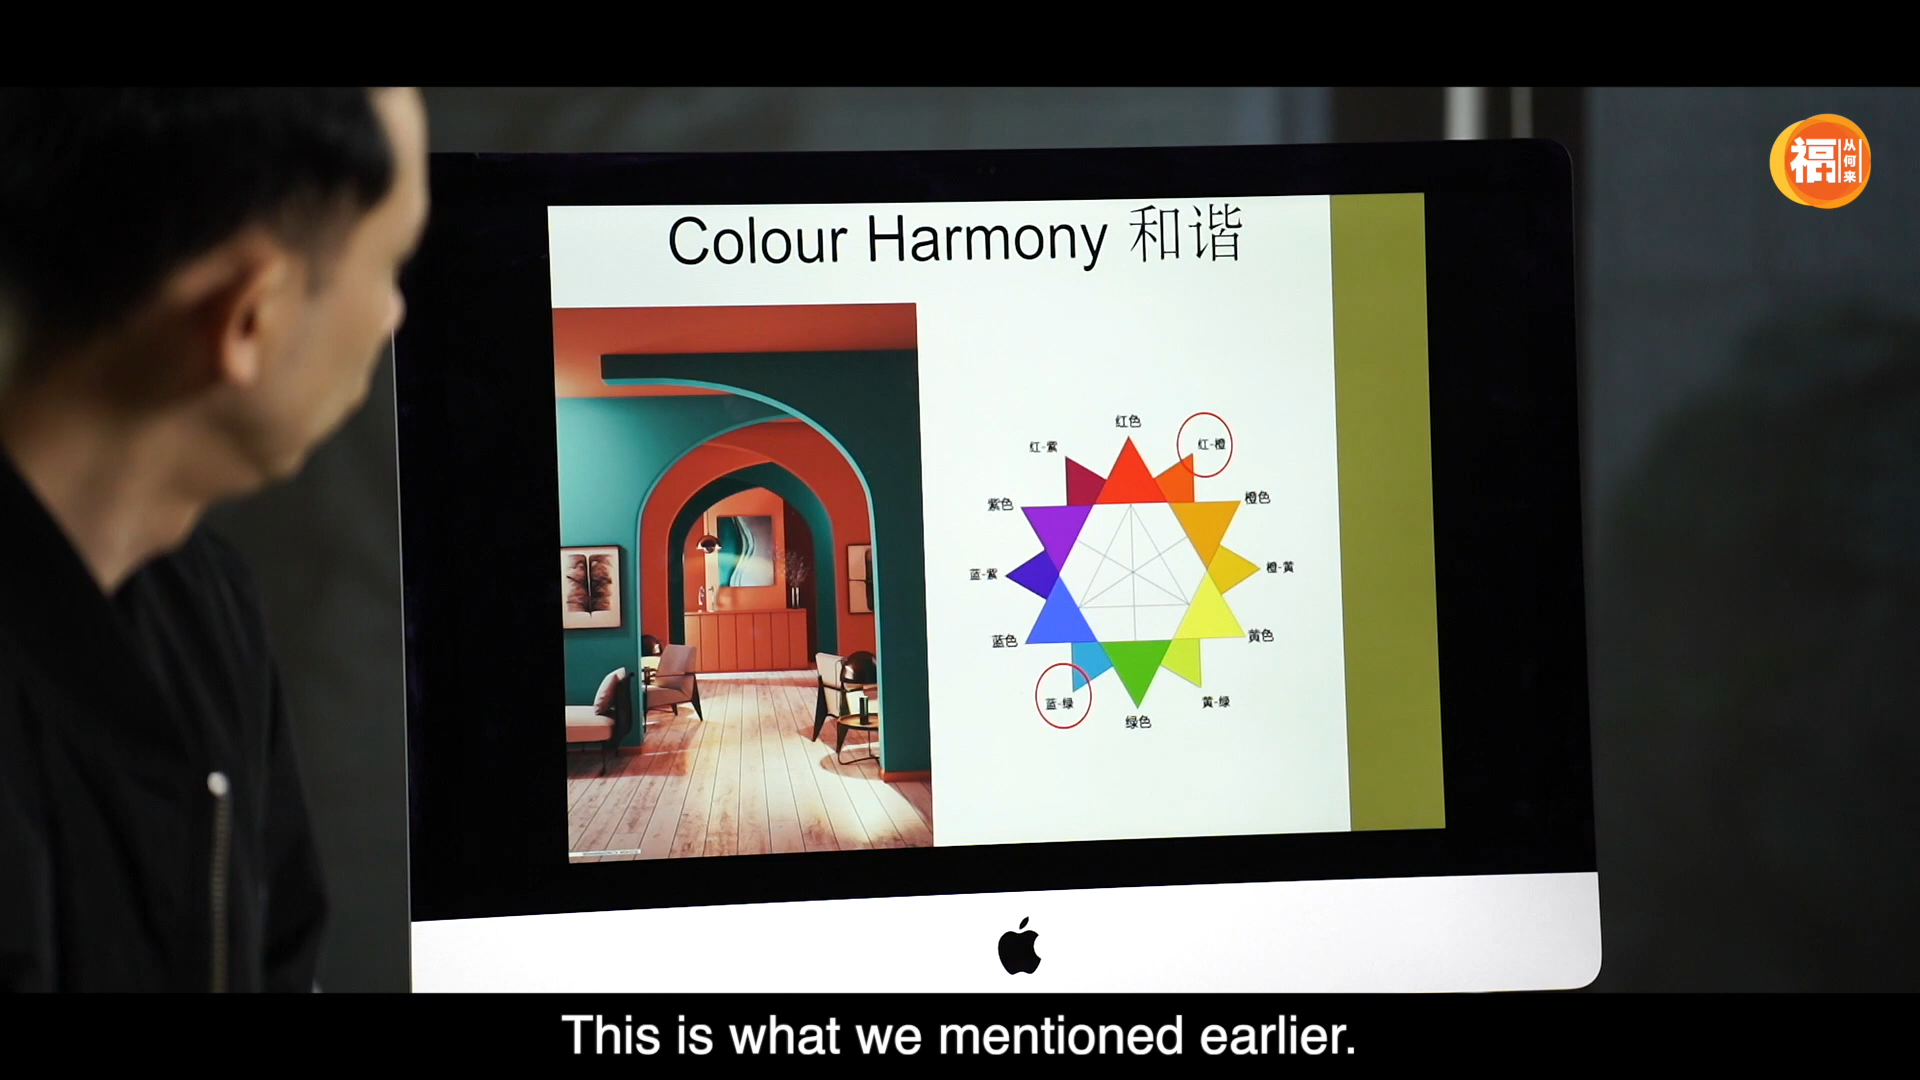 福
从何来
Colour Harmony 和谐
红色
红-紫
红-橙
紫色
橙色
蓝-紫
橙-黄
蓝色
黄色
蓝-绿
黄-绿
绿色
This is what we mentioned earlier.